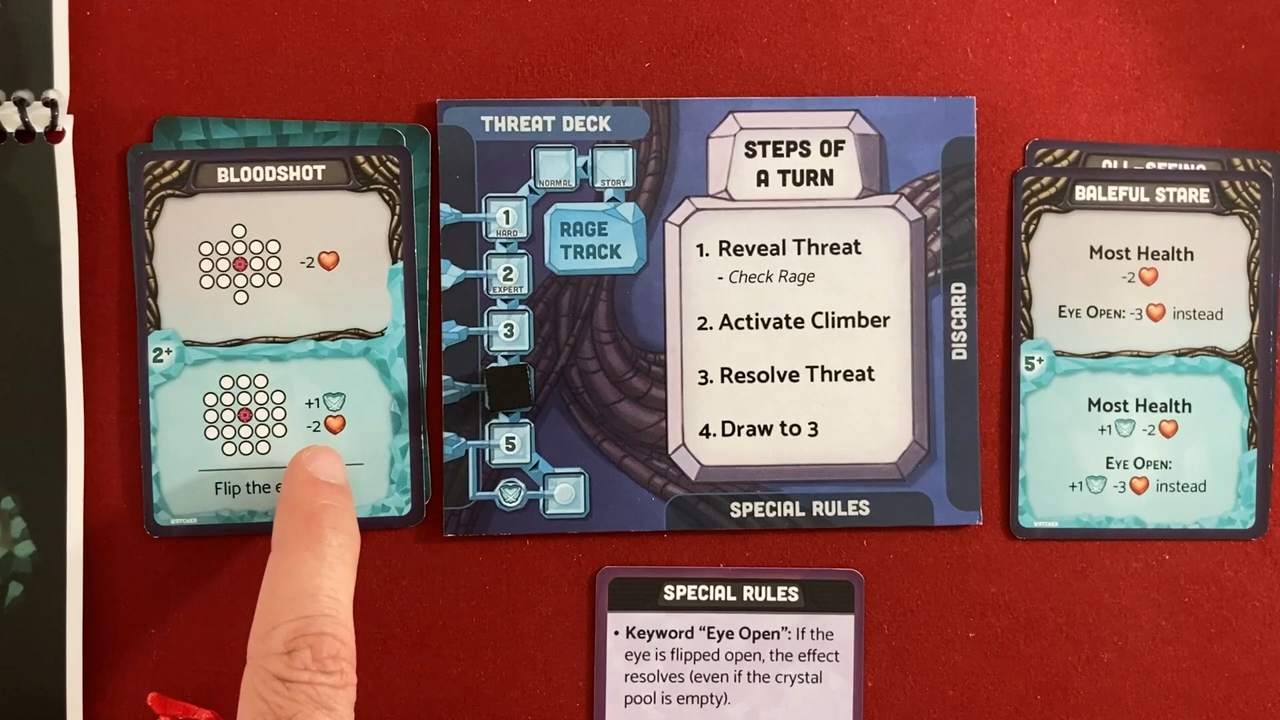 BLOODSHOT
-2
2+
+1
-2
Flip the
WATCHER
THREAT DECK
NORMAL
STORY
1
HARD
RAGE
TRACK
2
EXPERT
3
5
STEPS OF
A TURN
1. Reveal Threat
- Check Rage
2. Activate Climber
3. Resolve Threat
4. Draw to 3
DISCARD
SPECIAL RULES
ALL-SEEING
BALEFUL STARE
Most Health
-2
EYE OPEN: -3 instead
5+
Most Health
+1 -2
EYE OPEN:
+1 -3 instead
WATCHER
SPECIAL RULES
• Keyword “Eye Open”: If the
eye is flipped open, the effect
resolves (even if the crystal
pool is empty).